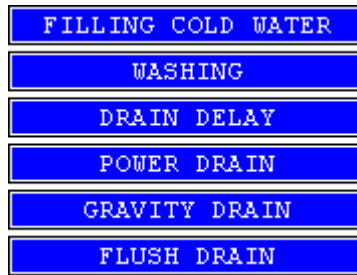 FILLING COLD WATER
WASHING
DRAIN DELAY
POWER DRAIN
GRAVITY DRAIN
FLUSH DRAIN